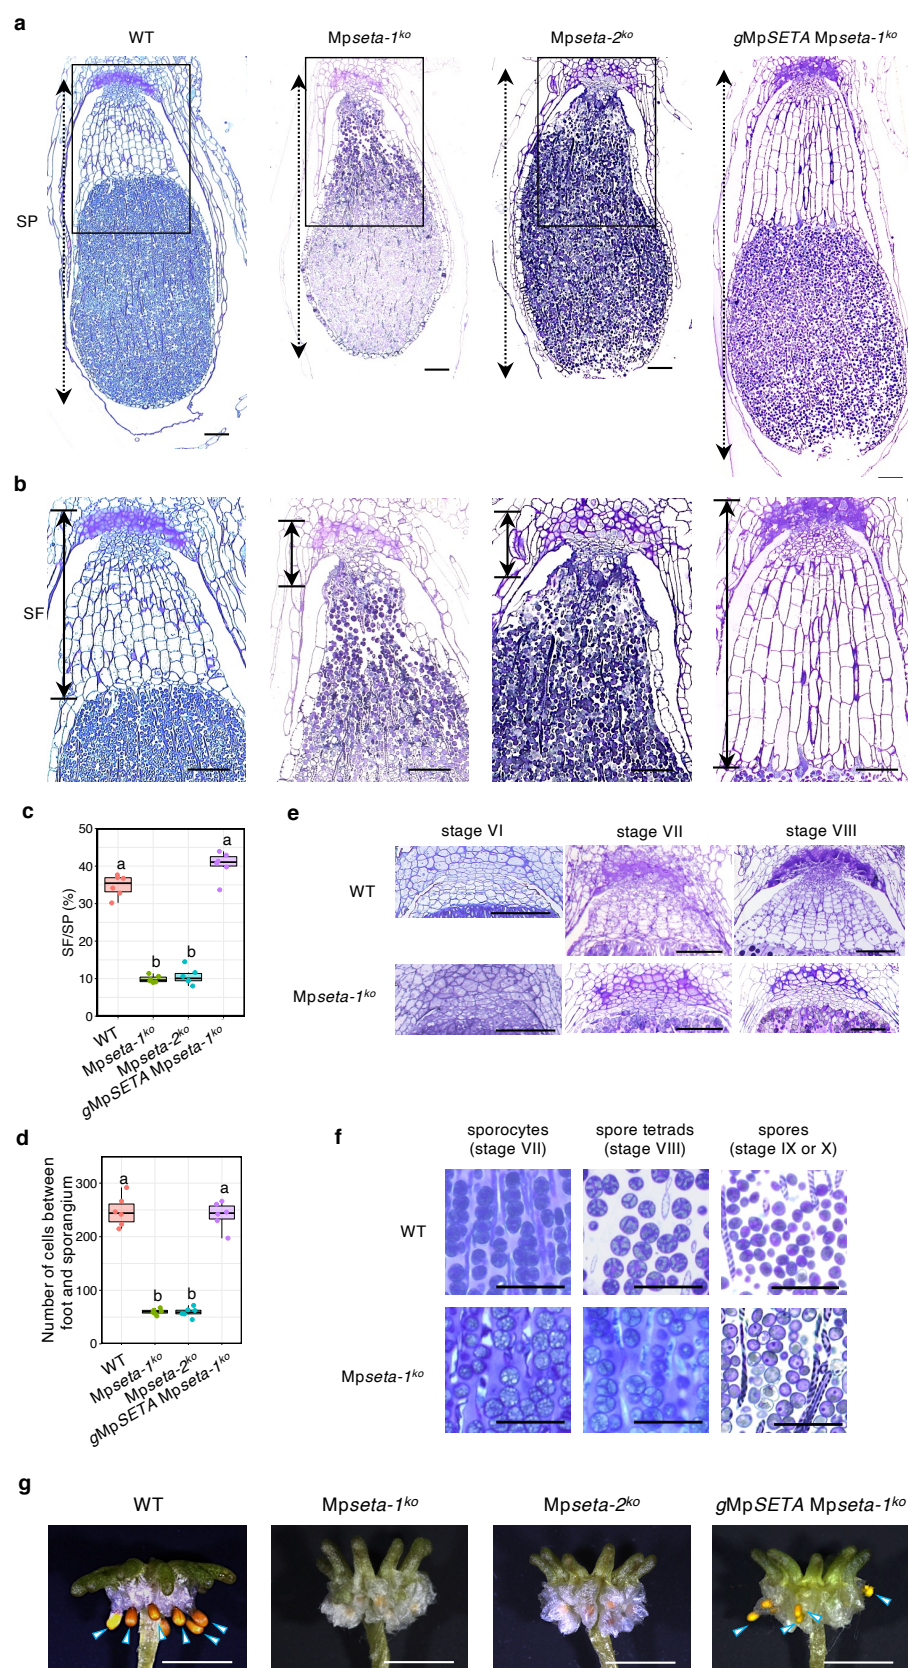 a
WT
Mpseta-1ko
Mpseta-2ko
gMpSETA Mpseta-1ko
SP
b
SF
c
SF/SP (%)
50
40
30
20
10
0
a
b
b
a
WT
Mpseta-1ko
Mpseta-2ko
gMpSETA Mpseta-1ko
e
stage VI
stage VII
stage VIII
WT
Mpseta-1ko
d
Number of cells between
foot and sporangium
300
200
100
0
a
b
b
a
WT
Mpseta-1ko
Mpseta-2ko
gMpSETA Mpseta-1ko
f
sporocytes
(stage VII)
spore tetrads
(stage VIII)
spores
(stage IX or X)
WT
Mpseta-1ko
g
WT
Mpseta-1ko
Mpseta-2ko
gMpSETA Mpseta-1ko